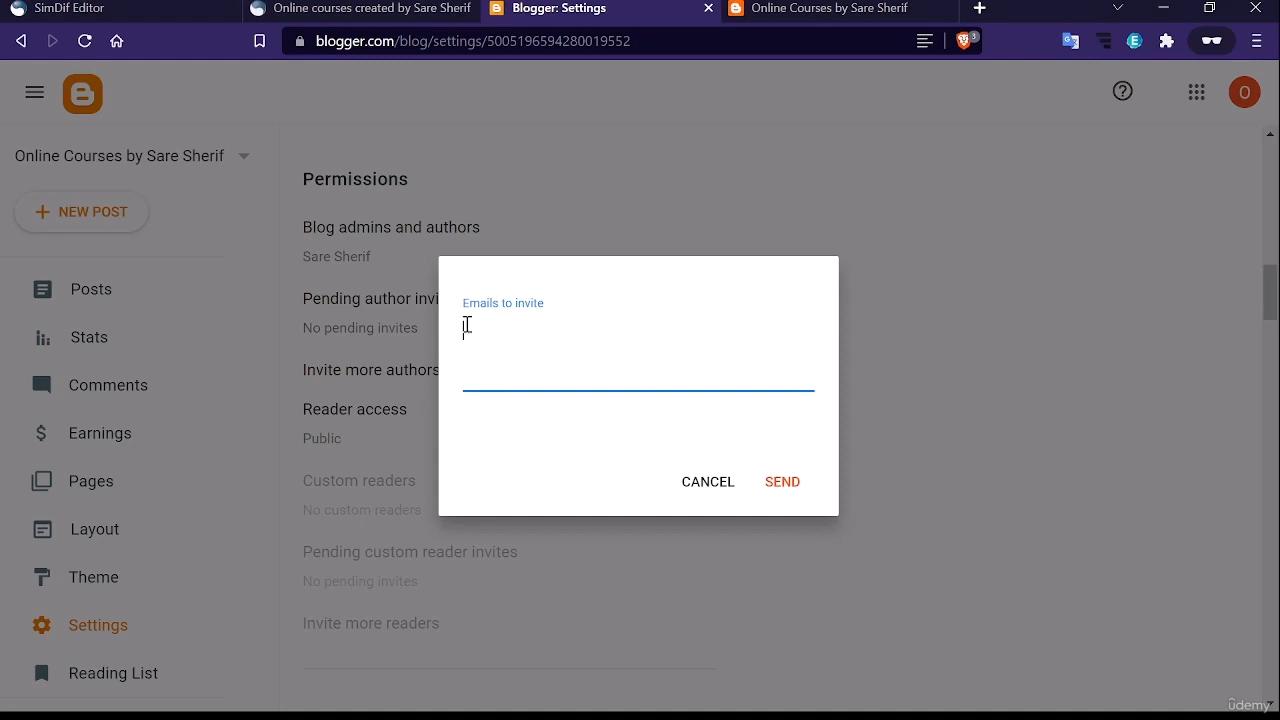 SimDif Editor
Online courses created by Sare Sherif
Blogger: Settings
Online Courses by Sare Sherif
blogger.com/blog/settings/5005196594280019552
3
E
O
Online Courses by Sare Sherif
NEW POST
Posts
Stats
Comments
Earnings
Pages
Layout
Theme
Settings
Reading List
Permissions
Blog admins and authors
Sare Sherif
Pending author invi
No pending invites
Invite more authors
Reader access
Public
Custom readers
No custom readers
Pending custom reader invites
No pending invites
Invite more readers
Emails to invite
CANCEL
SEND
ûdemy